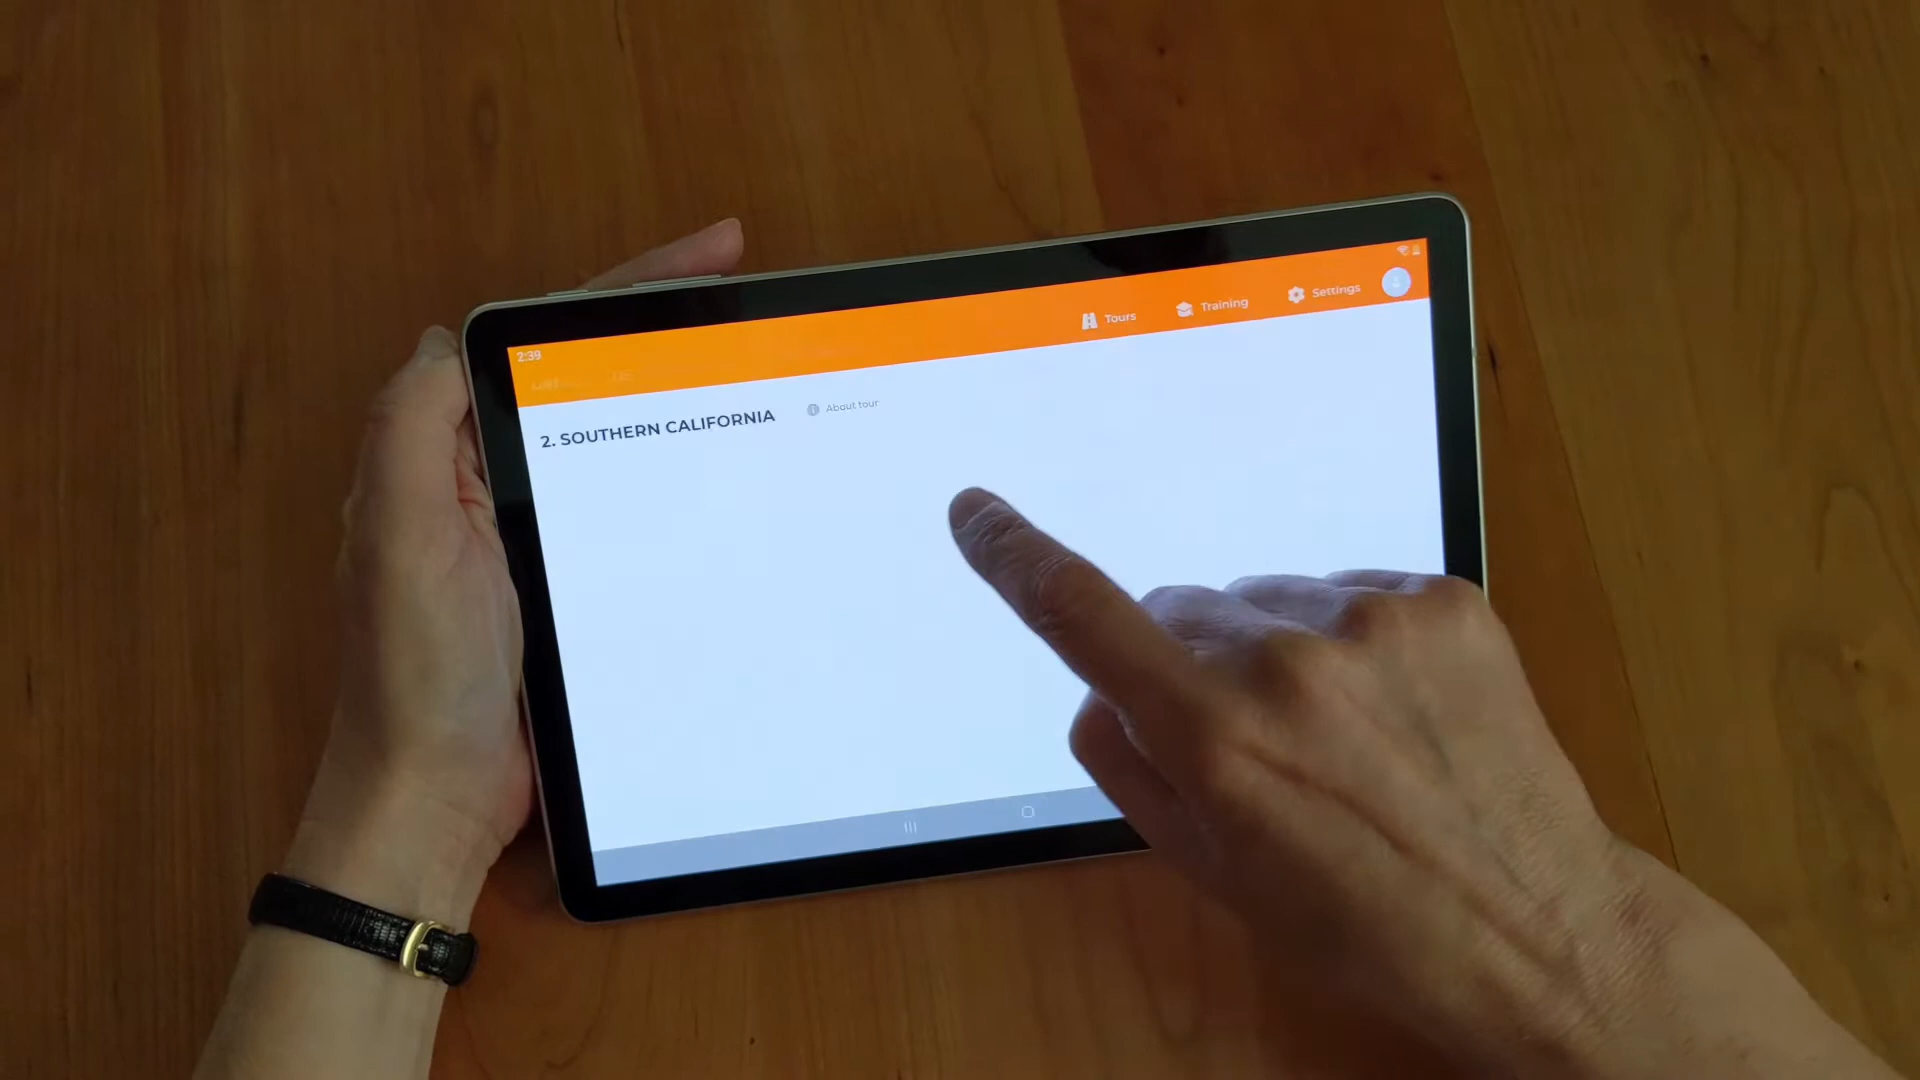 2:39
Tours
Training
Settings
2. SOUTHERN CALIFORNIA
About tour